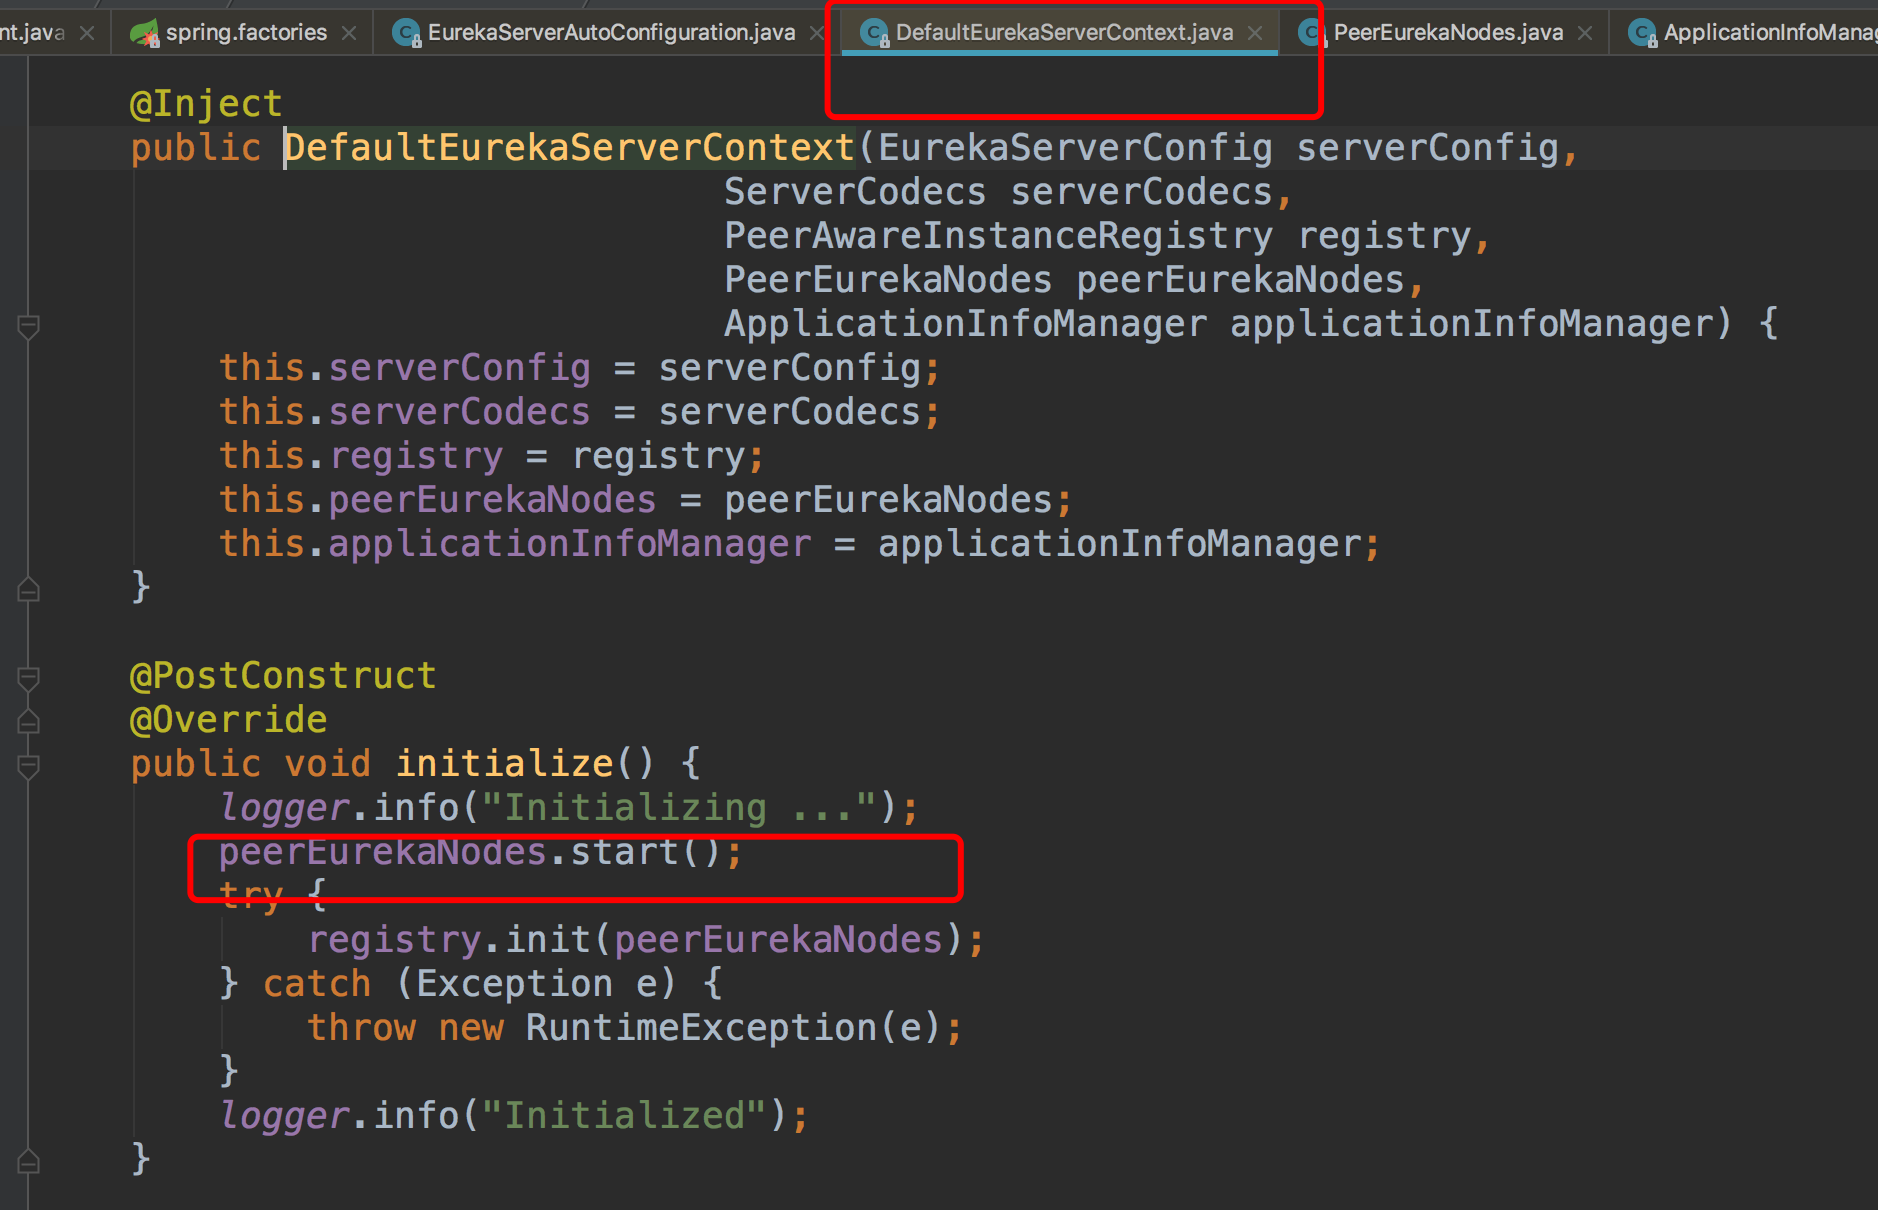 nt.java spring.factories EurekaServerAutoConfiguration.java DefaultEurekaServerContext.java PeerEurekaNodes.java ApplicationInfoManag
@Inject
public DefaultEurekaServerContext(EurekaServerConfig serverConfig,
ServerCodecs serverCodecs,
PeerAwareInstanceRegistry registry,
PeerEurekaNodes peerEurekaNodes,
ApplicationInfoManager applicationInfoManager) {
this.serverConfig = serverConfig;
this.serverCodecs = serverCodecs;
this.registry = registry;
this.peerEurekaNodes = peerEurekaNodes;
this.applicationInfoManager = applicationInfoManager;
}
@PostConstruct
@Override
public void initialize() {
logger.info("Initializing ...");
peerEurekaNodes.start();
try {
registry.init(peerEurekaNodes);
} catch (Exception e) {
throw new RuntimeException(e);
}
logger.info("Initialized");
}